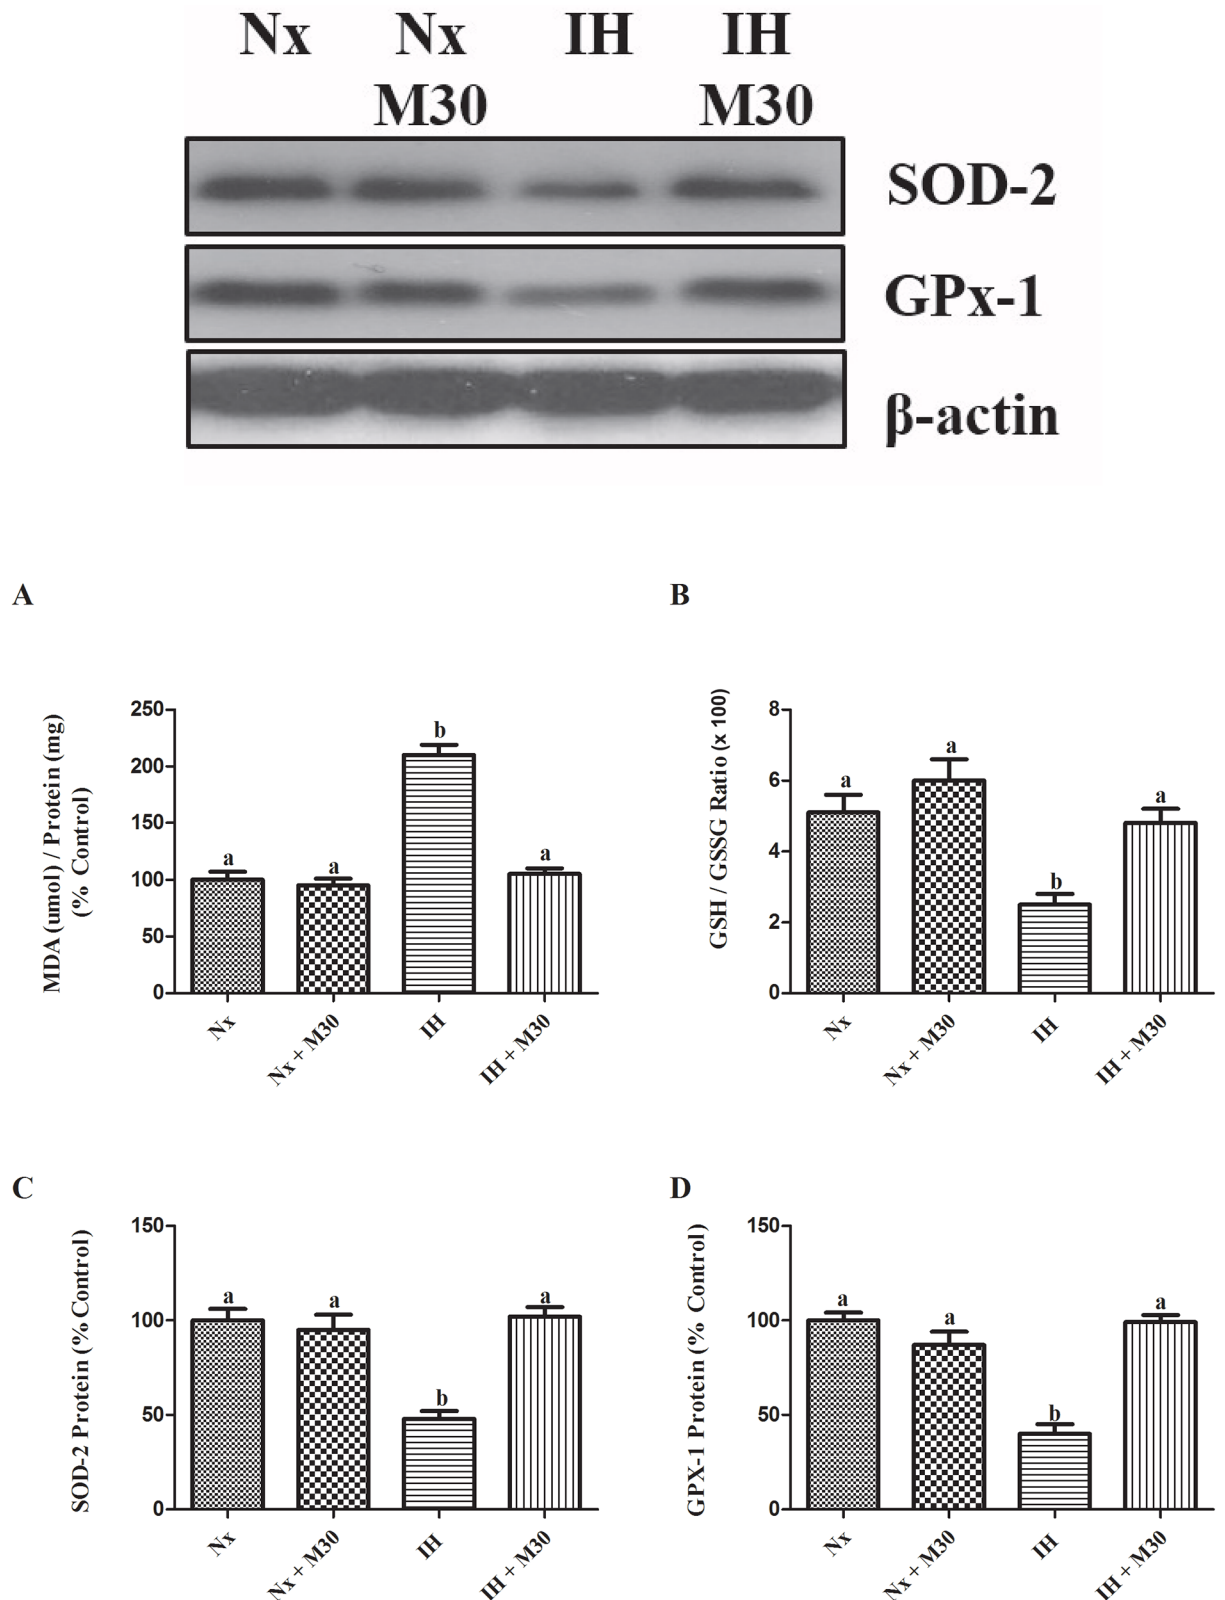 Nx Nx IH IH
M30 M30
SOD-2
GPx-1
β-actin
A
MDA (umol) / Protein (mg)
(% Control)
250
200
150
100
50
0
a
a
b
a
Nx
Nx + M30
IH
IH + M30
B
GSH / GSSG Ratio (x 100)
8
6
4
2
0
a
a
b
a
Nx
Nx + M30
IH
IH + M30
C
SOD-2 Protein (% Control)
150
100
50
0
a
a
b
a
Nx
Nx + M30
IH
IH + M30
D
GPX-1 Protein (% Control)
150
100
50
0
a
a
b
a
Nx
Nx + M30
IH
IH + M30